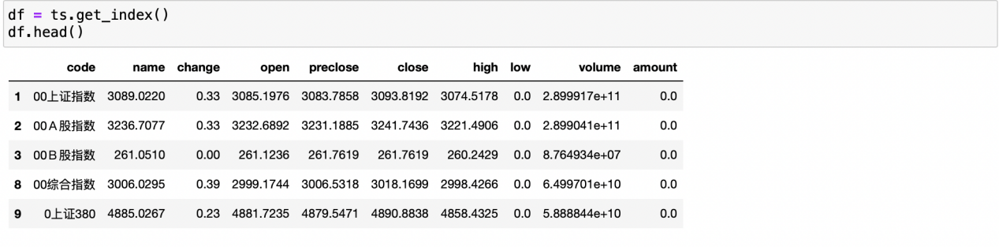 df = ts.get_index()
df.head()
code name change open preclose close high low volume amount
1 00上证指数 3089.0220 0.33 3085.1976 3083.7858 3093.8192 3074.5178 0.0 2.899917e+11 0.0
2 00Ａ股指数 3236.7077 0.33 3232.6892 3231.1885 3241.7436 3221.4906 0.0 2.899041e+11 0.0
3 00Ｂ股指数 261.0510 0.00 261.1236 261.7619 261.7619 260.2429 0.0 8.764934e+07 0.0
8 00综合指数 3006.0295 0.39 2999.1744 3006.5318 3018.1699 2998.4266 0.0 6.499701e+10 0.0
9 0上证380 4885.0267 0.23 4881.7235 4879.5471 4890.8838 4858.4325 0.0 5.888844e+10 0.0